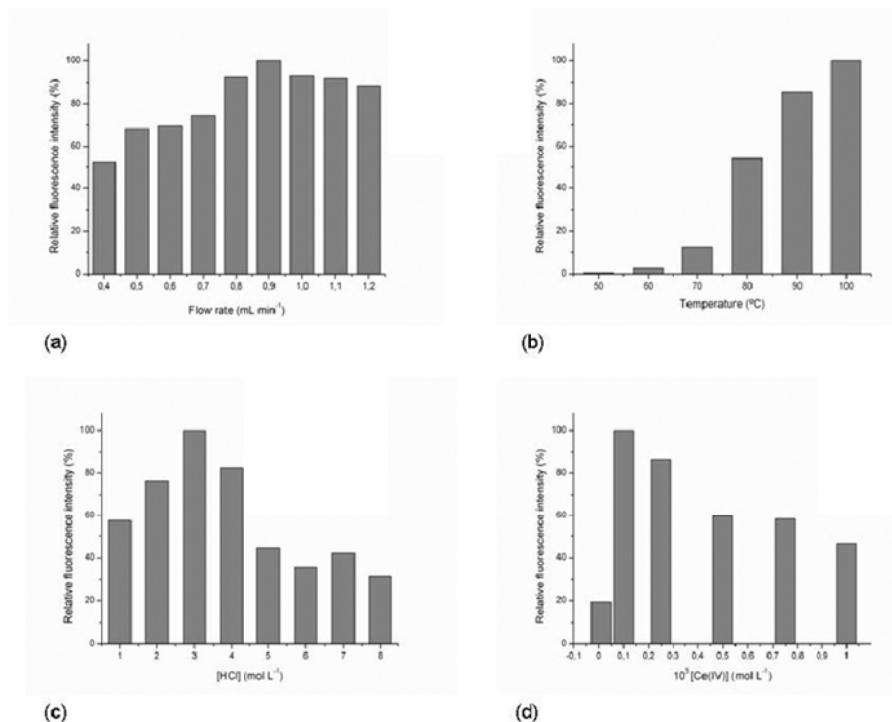 Relative fluorescence intensity (%)
100
80
60
40
20
0
0,4 0,5 0,6 0,7 0,8 0,9 1,0 1,1 1,2
Flow rate (mL min⁻¹)
(a)
Relative fluorescence intensity (%)
100
80
60
40
20
0
50 60 70 80 90 100
Temperature (ºC)
(b)
Relative fluorescence intensity (%)
100
80
60
40
20
0
1 2 3 4 5 6 7 8
[HCl] (mol L⁻¹)
(c)
Relative fluorescence intensity (%)
100
80
60
40
20
0
-0,1 0 0,1 0,2 0,3 0,4 0,5 0,6 0,7 0,8 0,9 1
10³[Ce(IV)] (mol L⁻¹)
(d)